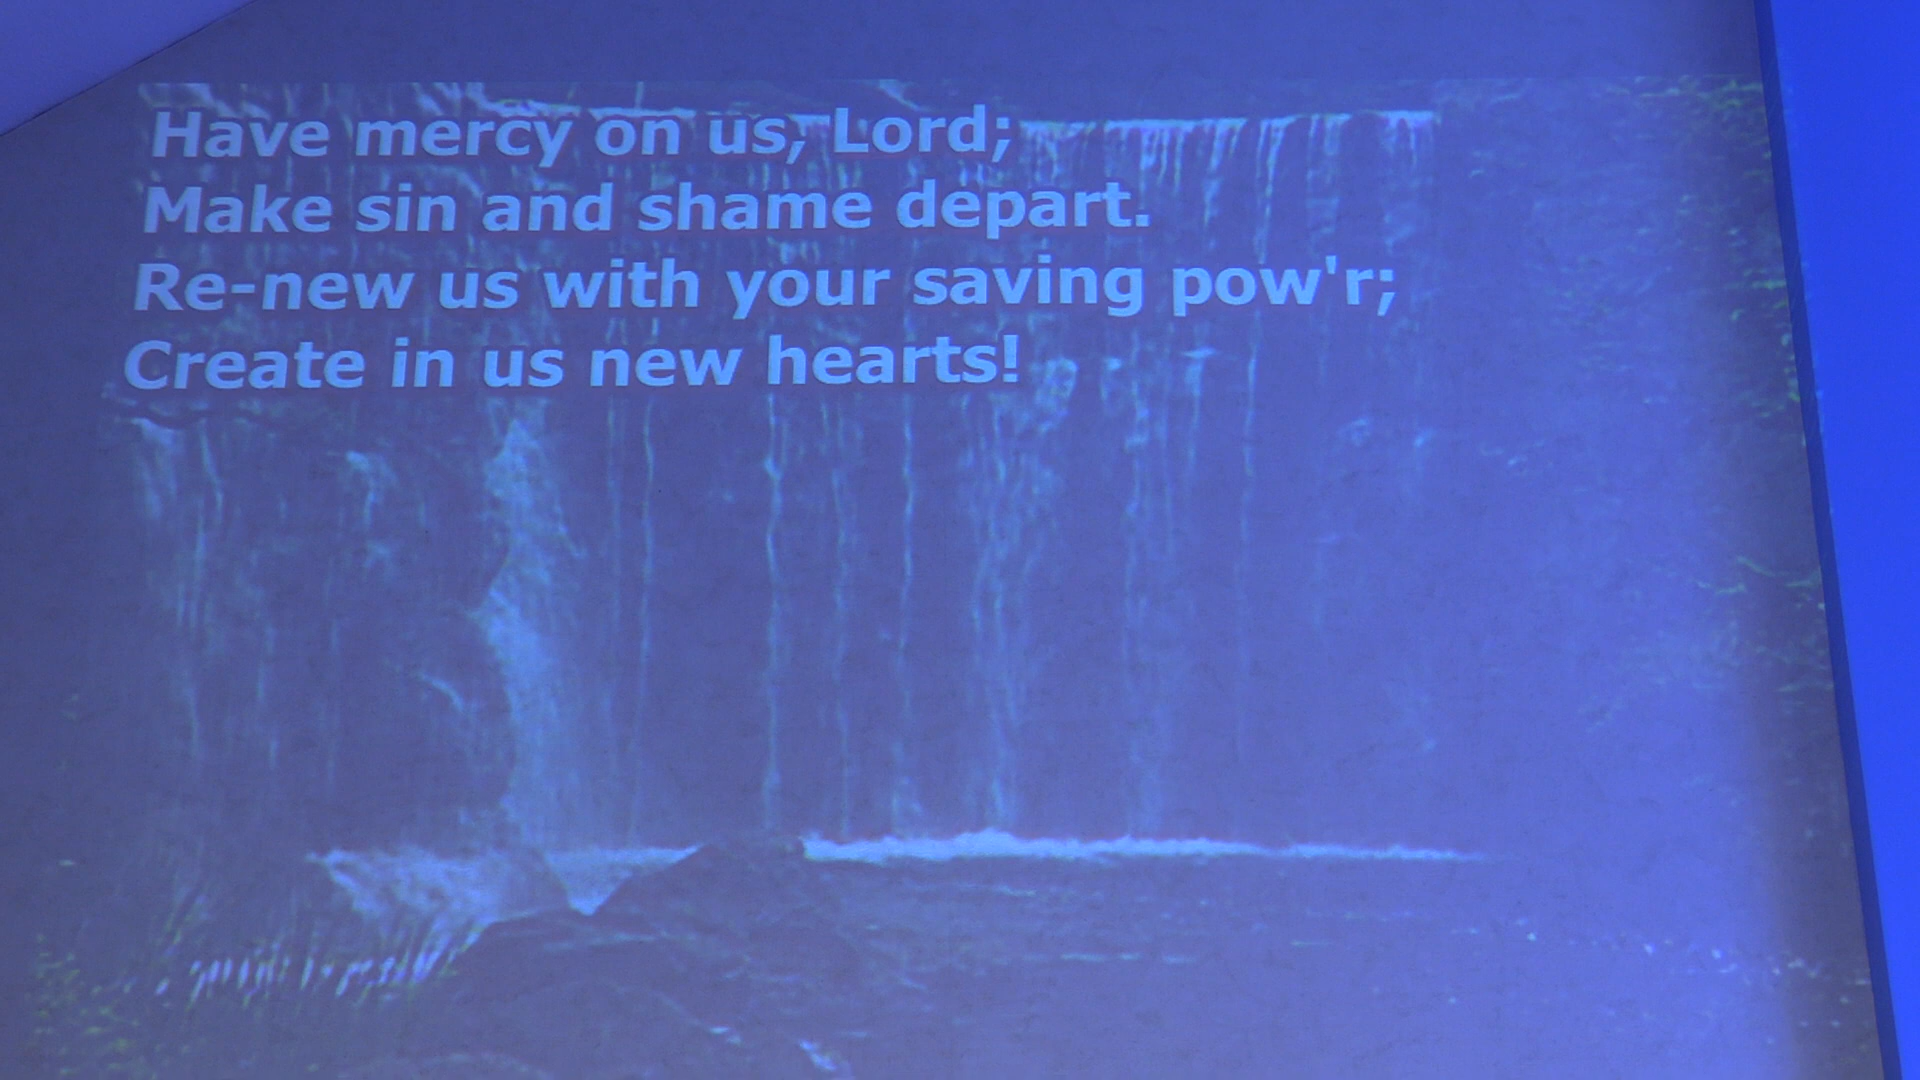 Have mercy on us, Lord;
Make sin and shame depart.
Re-new us with your saving pow'r;
Create in us new hearts!